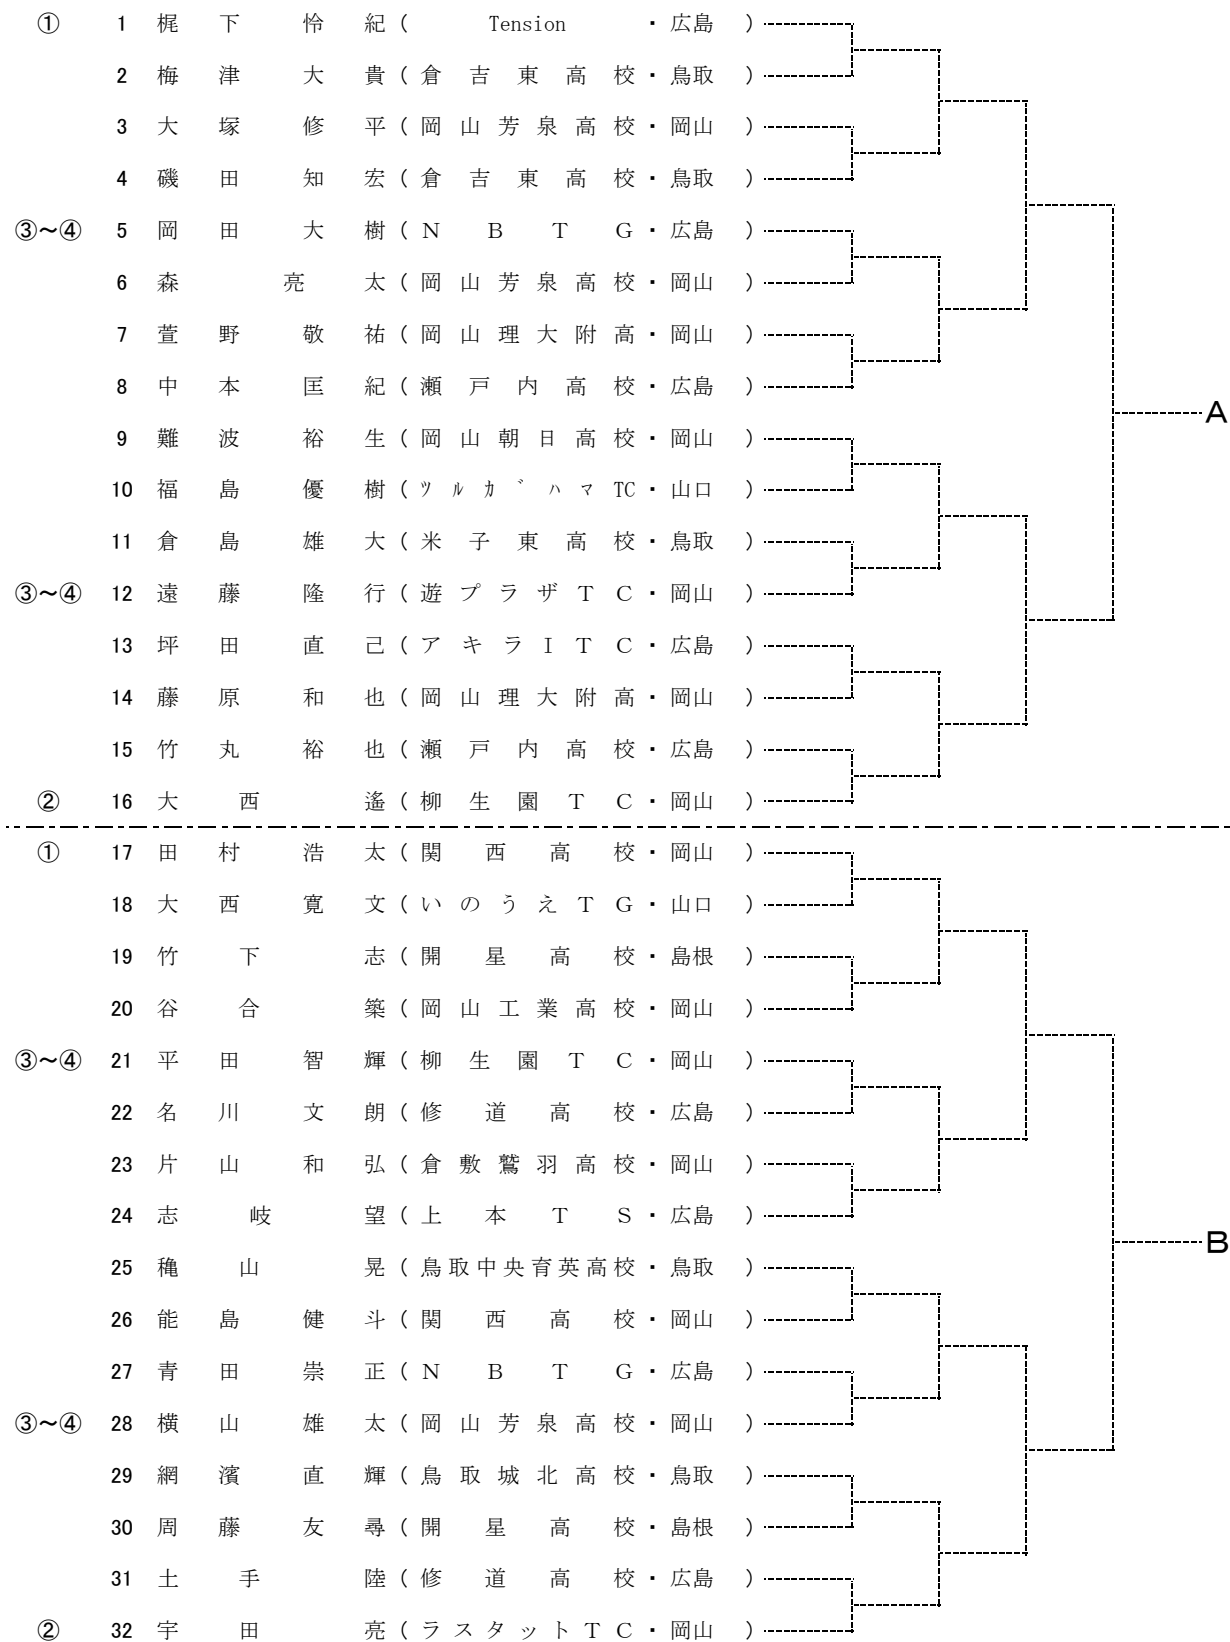 ① 1 梶下怜紀 ( Tension ・ 広島 )
2 梅津大貴 ( 倉吉東高校 ・ 鳥取 )
3 大塚修平 ( 岡山芳泉高校 ・ 岡山 )
4 磯田知宏 ( 倉吉東高校 ・ 鳥取 )
③～④ 5 岡田大樹 ( NBTG ・ 広島 )
6 森亮太 ( 岡山芳泉高校 ・ 岡山 )
7 萱野敬祐 ( 岡山理大附高 ・ 岡山 )
8 中本匡紀 ( 瀬戸内高校 ・ 広島 )
A
9 難波裕生 ( 岡山朝日高校 ・ 岡山 )
10 福島優樹 ( ﾂﾙｶﾞﾊﾏTC ・ 山口 )
11 倉島雄大 ( 米子東高校 ・ 鳥取 )
③～④ 12 遠藤隆行 ( 遊プラザTC ・ 岡山 )
13 坪田直己 ( アキラITC ・ 広島 )
14 藤原和也 ( 岡山理大附高 ・ 岡山 )
15 竹丸裕也 ( 瀬戸内高校 ・ 広島 )
② 16 大西遙 ( 柳生園TC ・ 岡山 )
① 17 田村浩太 ( 関西高校 ・ 岡山 )
18 大西寛文 ( いのうえTG ・ 山口 )
19 竹下志 ( 開星高校 ・ 島根 )
20 谷合築 ( 岡山工業高校 ・ 岡山 )
③～④ 21 平田智輝 ( 柳生園TC ・ 岡山 )
22 名川文朗 ( 修道高校 ・ 広島 )
23 片山和弘 ( 倉敷鷲羽高校 ・ 岡山 )
24 志岐望 ( 上本TS ・ 広島 )
B
25 穐山晃 ( 鳥取中央育英高校 ・ 鳥取 )
26 能島健斗 ( 関西高校 ・ 岡山 )
27 青田崇正 ( NBTG ・ 広島 )
③～④ 28 横山雄太 ( 岡山芳泉高校 ・ 岡山 )
29 網濱直輝 ( 鳥取城北高校 ・ 鳥取 )
30 周藤友尋 ( 開星高校 ・ 島根 )
31 土手陸 ( 修道高校 ・ 広島 )
② 32 宇田亮 ( ラスタットTC ・ 岡山 )